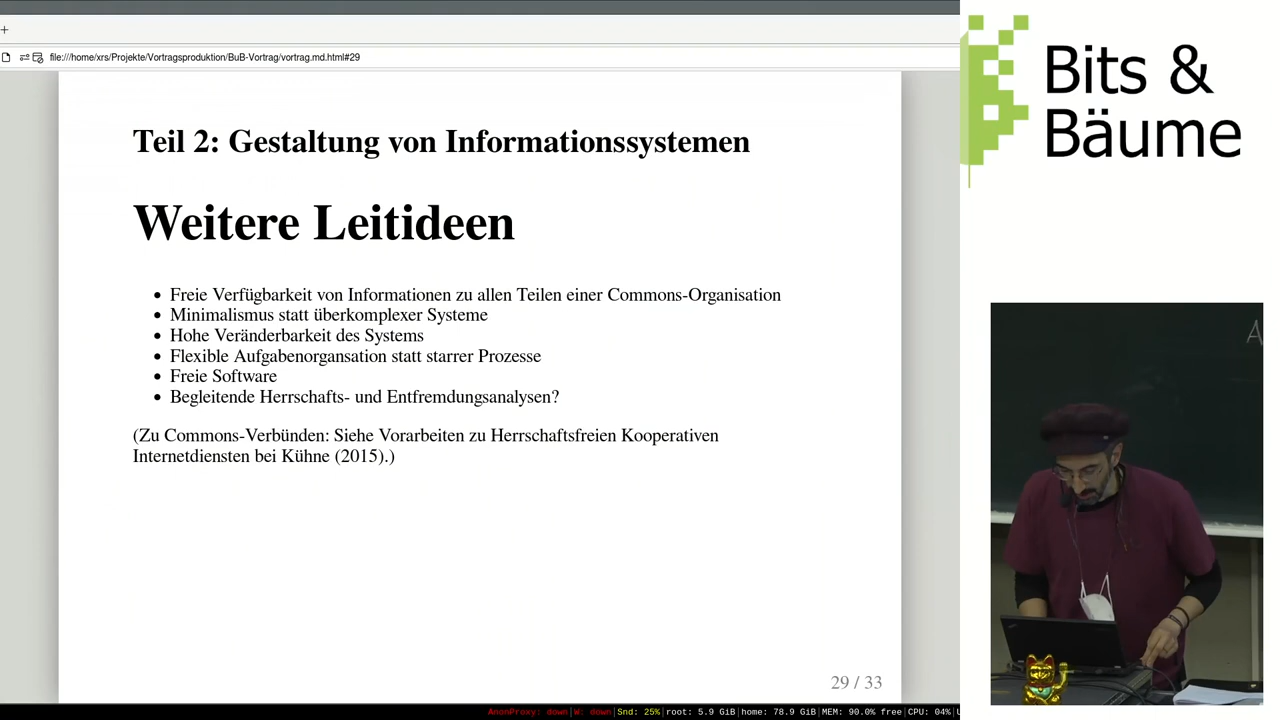 +
file:///home/xrs/Projekte/Vortragsproduktion/BuB-Vortrag/vortrag.md.html#29
Teil 2: Gestaltung von Informationssystemen
Weitere Leitideen
• Freie Verfügbarkeit von Informationen zu allen Teilen einer Commons-Organisation
• Minimalismus statt überkomplexer Systeme
• Hohe Veränderbarkeit des Systems
• Flexible Aufgabenorgansation statt starrer Prozesse
• Freie Software
• Begleitende Herrschafts- und Entfremdungsanalysen?
(Zu Commons-Verbünden: Siehe Vorarbeiten zu Herrschaftsfreien Kooperativen
Internetdiensten bei Kühne (2015).)
29 / 33
AnonProxy: down|W: down|Snd: 25%|root: 5.9 GiB|home: 78.9 GiB|MEM: 90.0% free|CPU: 04%|
Bits &
Bäume
A